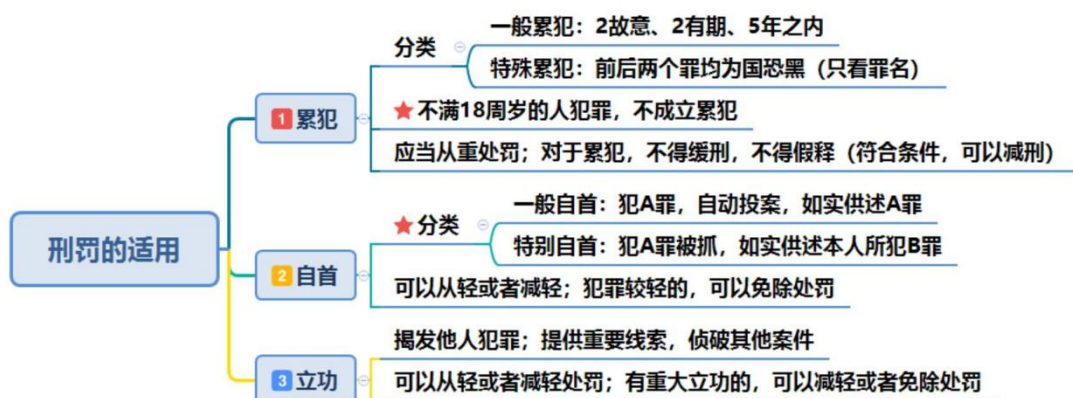 刑罚的适用
1 累犯
分类
一般累犯：2故意、2有期、5年之内
特殊累犯：前后两个罪均为国恐黑（只看罪名）
不满18周岁的人犯罪，不成立累犯
应当从重处罚；对于累犯，不得缓刑，不得假释（符合条件，可以减刑）
2 自首
分类
一般自首：犯A罪，自动投案，如实供述A罪
特别自首：犯A罪被抓，如实供述本人所犯B罪
可以从轻或者减轻；犯罪较轻的，可以免除处罚
3 立功
揭发他人犯罪；提供重要线索，侦破其他案件
可以从轻或者减轻处罚；有重大立功的，可以减轻或者免除处罚